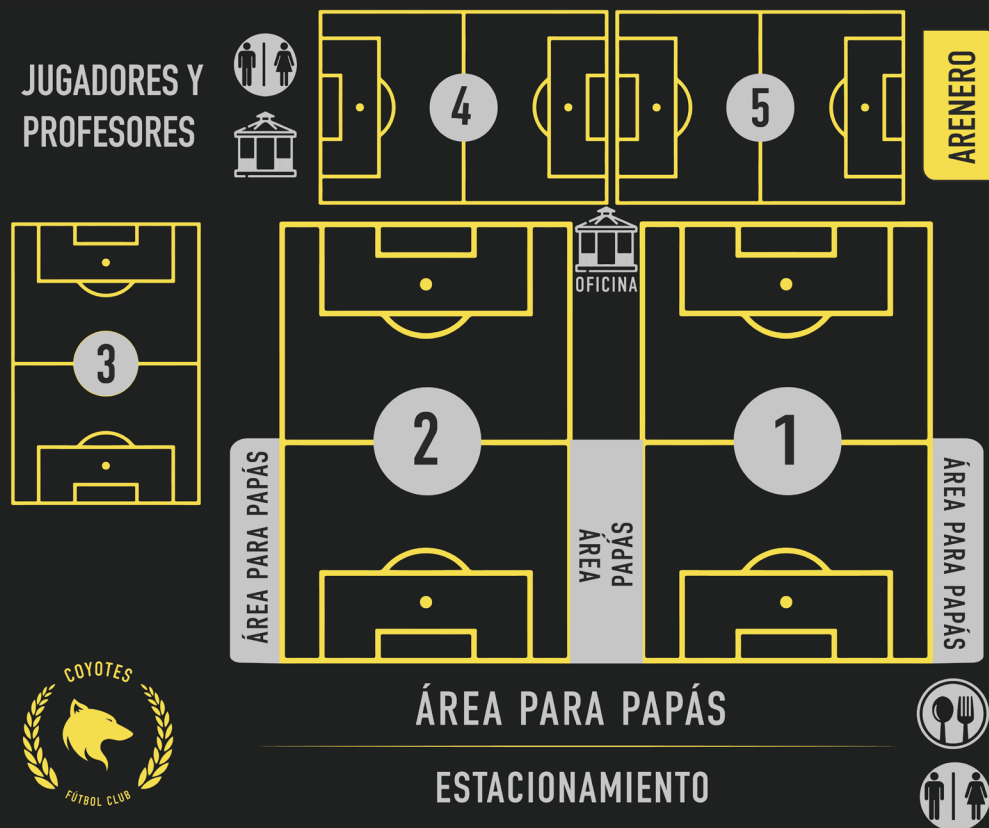 JUGADORES Y
PROFESORES
4
5
ARENERO
OFICINA
3
2
1
ÁREA PARA PAPÁS
ÁREA
PAPÁS
ÁREA PARA PAPÁS
COYOTES
FÚTBOL CLUB
ÁREA PARA PAPÁS
ESTACIONAMIENTO